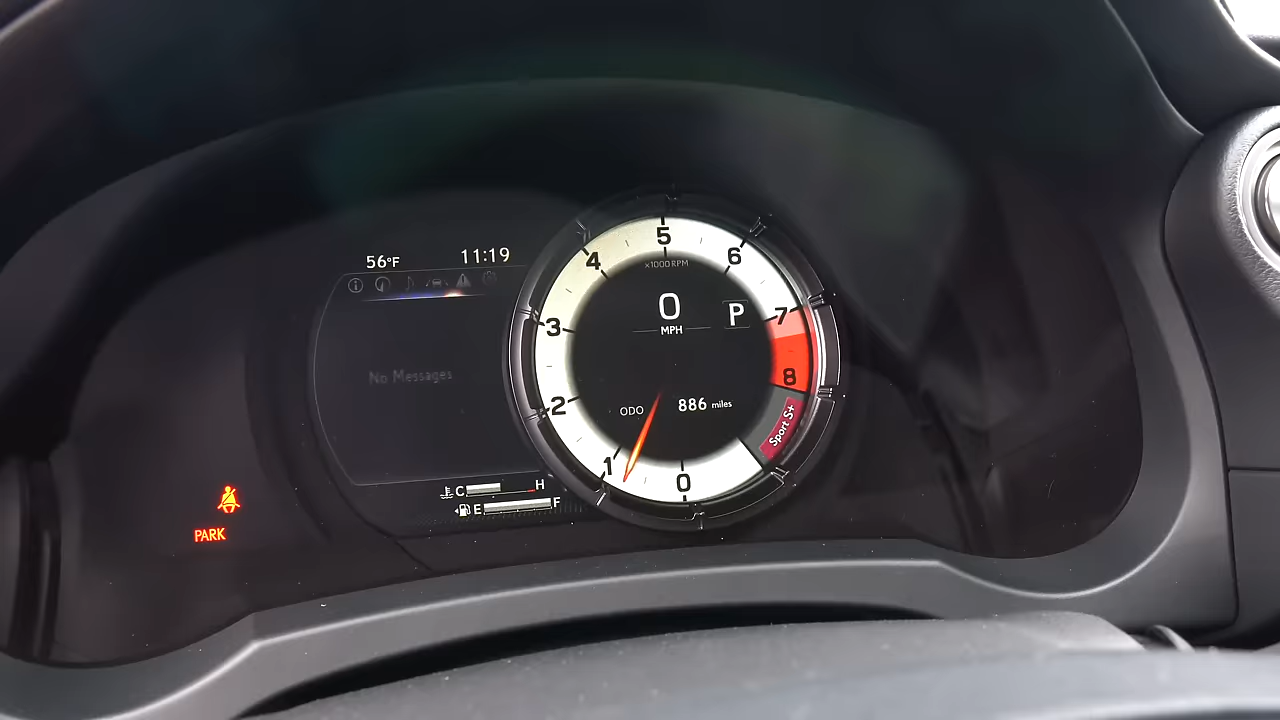 56°F 11:19
No Messages
0
1
2
3
4
5
6
7
8
x1000 RPM
0
MPH
P
ODO 886 miles
Sport S+
C H
E F
PARK